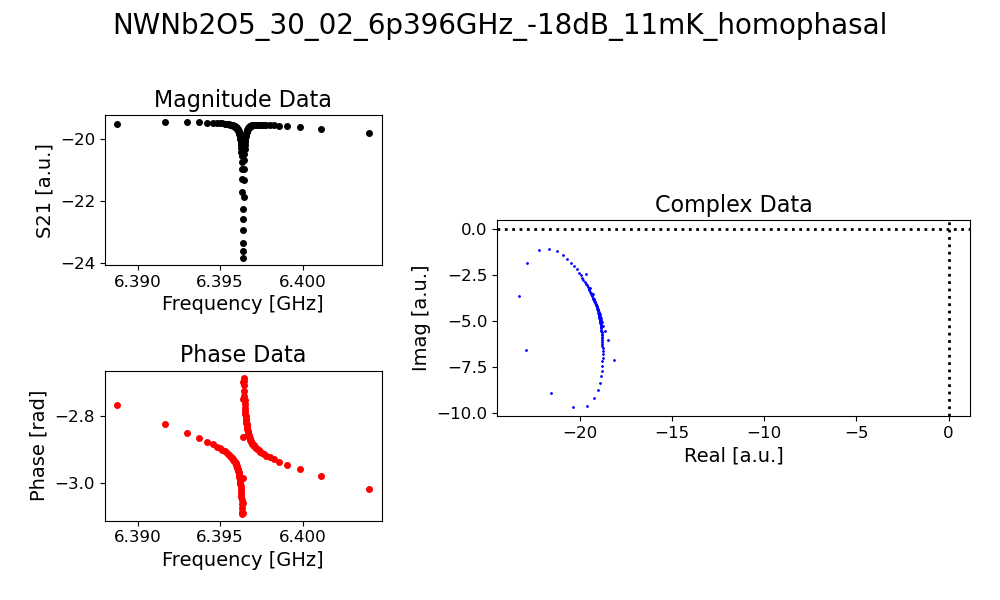 NWNb2O5_30_02_6p396GHz_-18dB_11mK_homophasal
Magnitude Data
S21 [a.u.]
−20
−22
−24
6.390
6.395
6.400
Frequency [GHz]
Phase Data
Phase [rad]
−2.8
−3.0
6.390
6.395
6.400
Frequency [GHz]
Complex Data
Imag [a.u.]
0.0
−2.5
−5.0
−7.5
−10.0
−20
−15
−10
−5
0
Real [a.u.]